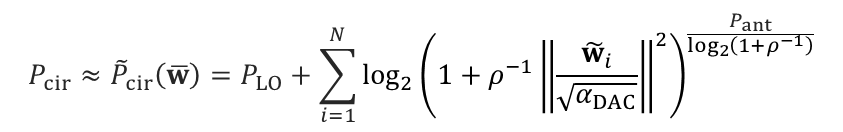 P_cir ≈ P̃_cir(w̄) = P_LO + ∑_{i=1}^{N} log₂ (1 + ρ⁻¹ ‖w̃_i / √α_DAC‖²)^{P_ant / log₂(1+ρ⁻¹)}